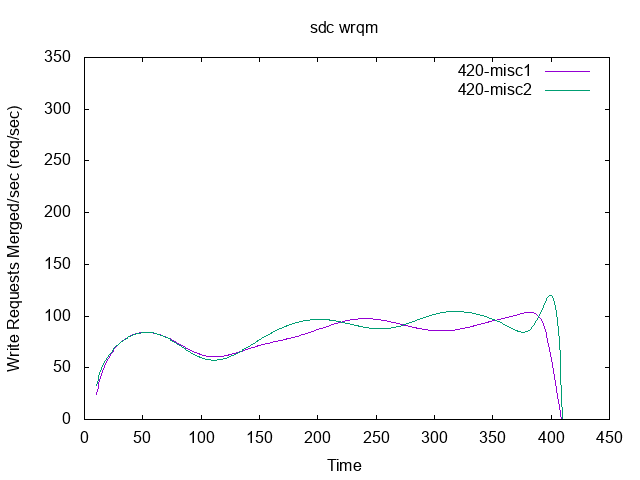 sdc wrqm
420-misc1
420-misc2
Write Requests Merged/sec (req/sec)
350
300
250
200
150
100
50
0
0 50 100 150 200 250 300 350 400 450
Time